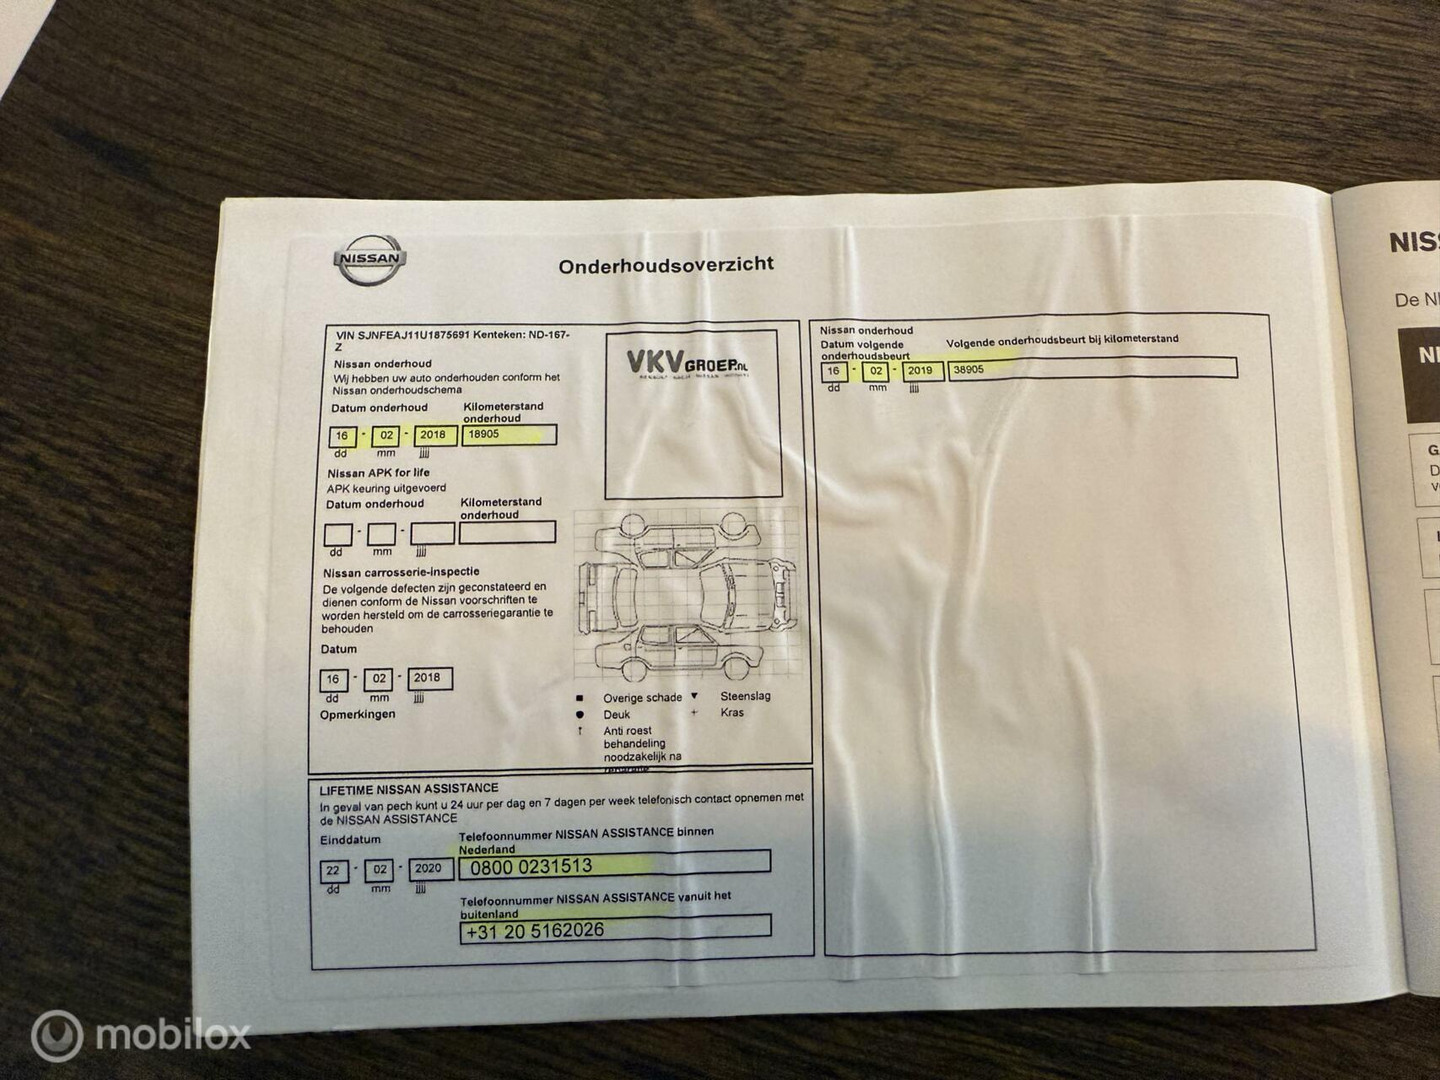 NISSAN
Onderhoudsoverzicht
VIN SJNFEAJ11U1875691 Kenteken: ND-167-
Z
Nissan onderhoud
Wij hebben uw auto onderhouden conform het
Nissan onderhoudschema
Datum onderhoud
Kilometerstand
onderhoud
16 - 02 - 2018
18905
dd mm jjjj
Nissan APK for life
APK keuring uitgevoerd
Datum onderhoud
Kilometerstand
onderhoud
- -
dd mm jjjj
Nissan carrosserie-inspectie
De volgende defecten zijn geconstateerd en
dienen conform de Nissan voorschriften te
worden hersteld om de carrosseriegarantie te
behouden
Datum
16 - 02 - 2018
dd mm jjjj
Opmerkingen
VKVGROEP.NL
Overige schade
Steenslag
Deuk
Kras
Anti roest
behandeling
noodzakelijk na
LIFETIME NISSAN ASSISTANCE
In geval van pech kunt u 24 uur per dag en 7 dagen per week telefonisch contact opnemen met
de NISSAN ASSISTANCE
Einddatum
22 - 02 - 2020
dd mm jjjj
Telefoonnummer NISSAN ASSISTANCE binnen
Nederland
0800 0231513
Telefoonnummer NISSAN ASSISTANCE vanuit het
buitenland
+31 20 5162026
Nissan onderhoud
Datum volgende
onderhoudsbeurt
Volgende onderhoudsbeurt bij kilometerstand
16 - 02 - 2019
38905
dd mm jjjj
NIS
De NI
NI
G
D
v
mobilox